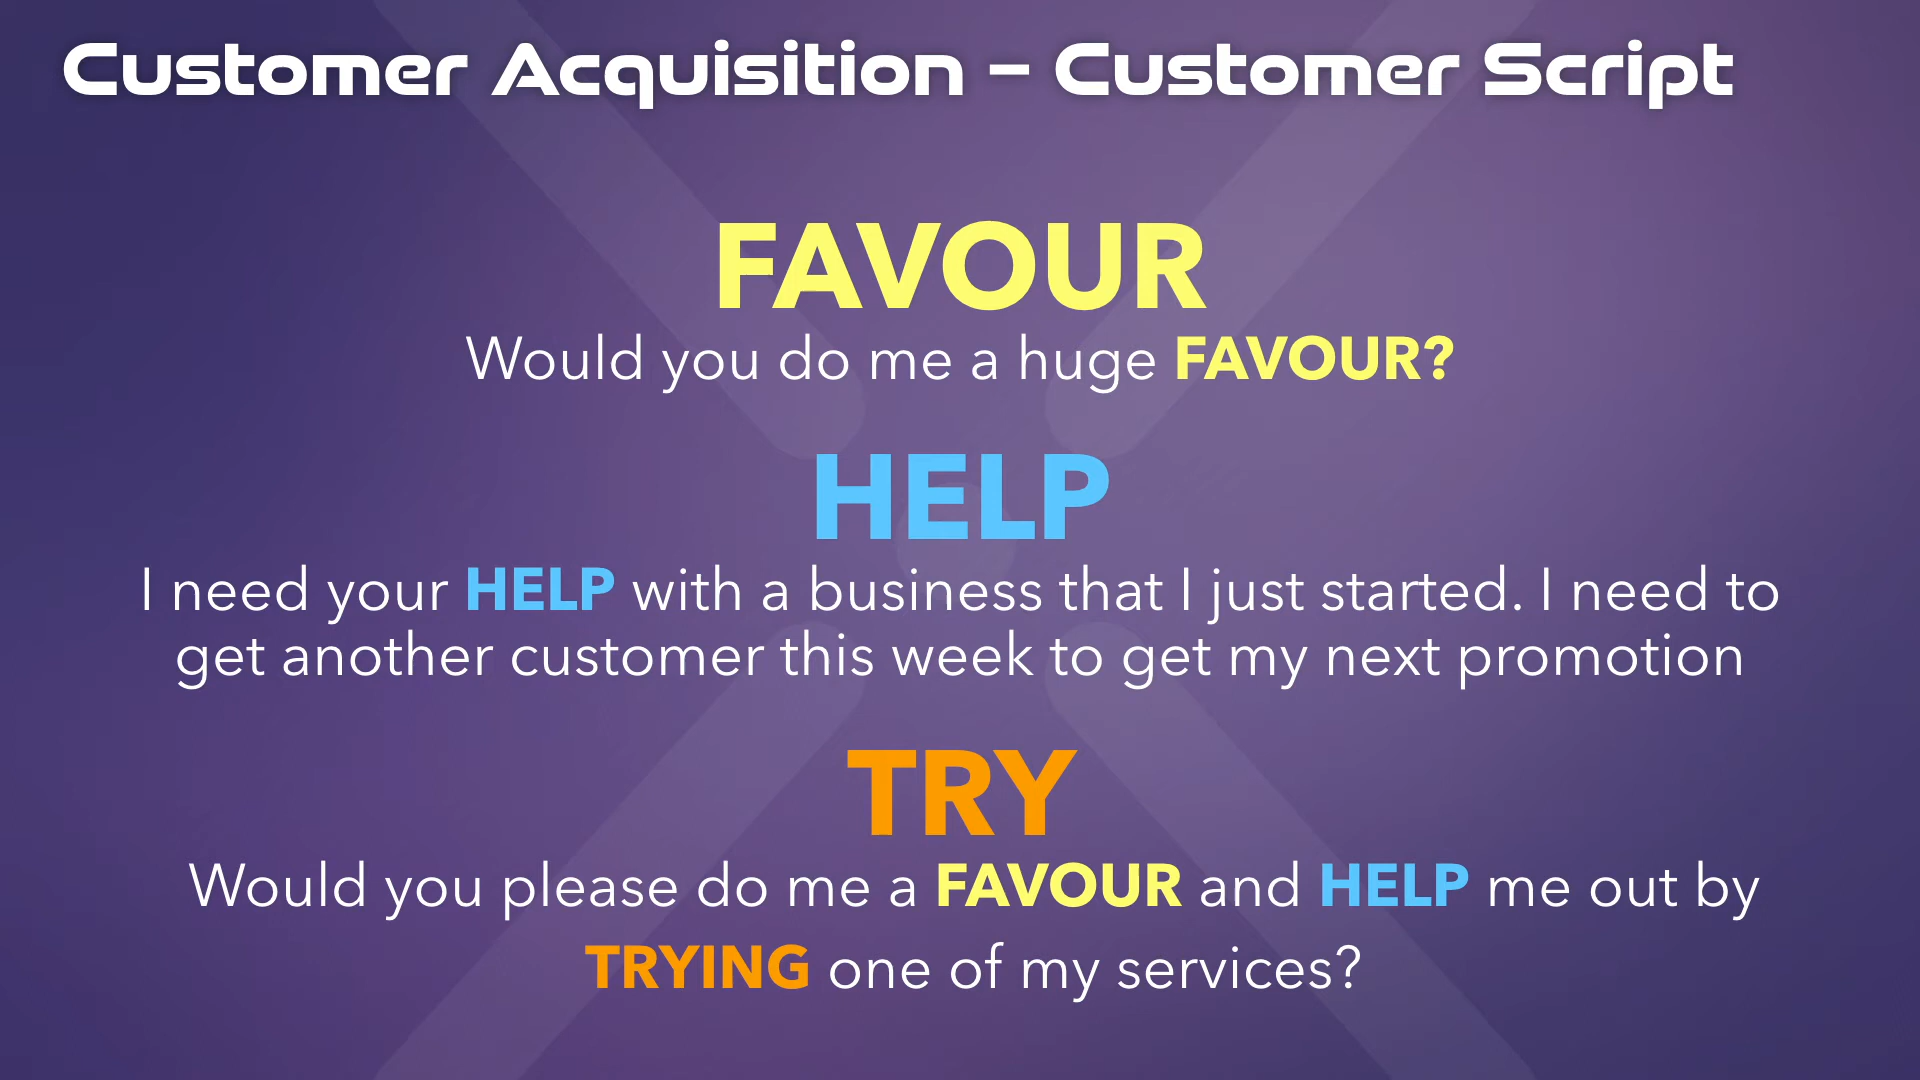 Customer Acquisition – Customer Script
FAVOUR
Would you do me a huge FAVOUR?
HELP
I need your HELP with a business that I just started. I need to
get another customer this week to get my next promotion
TRY
Would you please do me a FAVOUR and HELP me out by
TRYING one of my services?